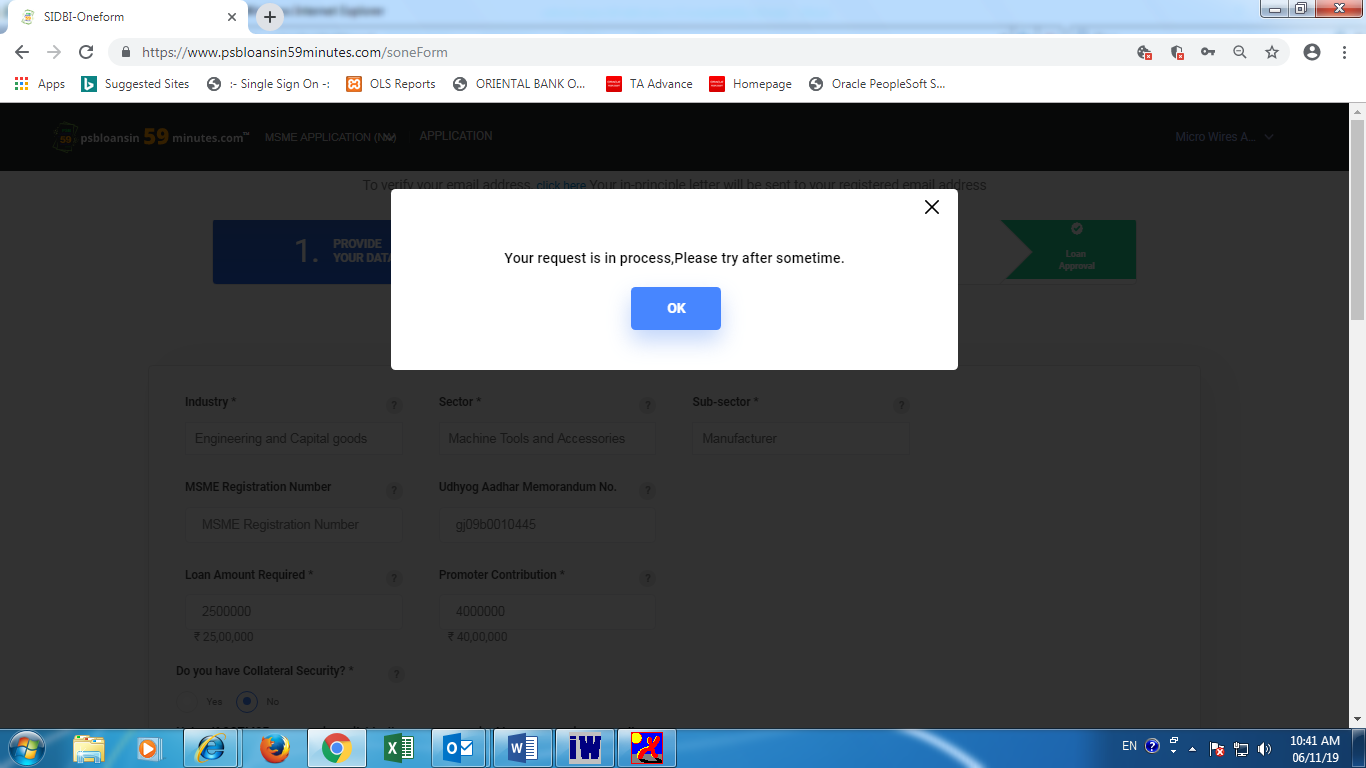 SIDBI-Oneform
Internet Explorer
https://www.psbloansin59minutes.com/soneForm
Apps
Suggested Sites
:- Single Sign On -:
OLS Reports
ORIENTAL BANK O...
TA Advance
Homepage
Oracle PeopleSoft S...
psbloansin 59 minutes.com™
MSME APPLICATION
APPLICATION
Micro Wires A...
To verify your email address, click here Your in-principle letter will be sent to your registered email address
1. PROVIDE
YOUR DATA
Loan
Approval
Your request is in process,Please try after sometime.
OK
Industry * ?
Sector * ?
Sub-sector * ?
Engineering and Capital goods
Machine Tools and Accessories
Manufacturer
MSME Registration Number ?
Udhyog Aadhar Memorandum No. ?
MSME Registration Number
gj09b0010445
Loan Amount Required * ?
Promoter Contribution * ?
2500000
4000000
₹ 25,00,000
₹ 40,00,000
Do you have Collateral Security? * ?
Yes
No
EN
10:41 AM
06/11/19